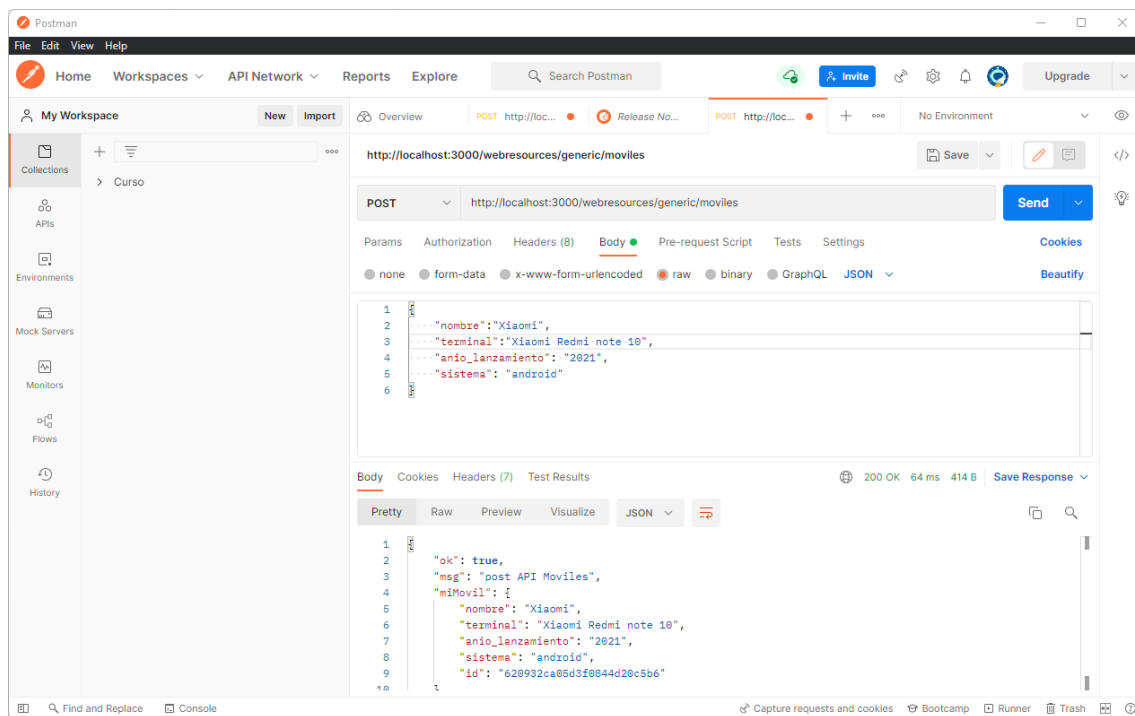 Postman
File Edit View Help
Home Workspaces API Network Reports Explore Search Postman Invite Upgrade
My Workspace New Import Overview POST http://loc... Release No... POST http://loc... No Environment
Collections
APIs
Environments
Mock Servers
Monitors
Flows
History
Curso
http://localhost:3000/webresources/generic/moviles Save
POST http://localhost:3000/webresources/generic/moviles Send
Params Authorization Headers (8) Body Pre-request Script Tests Settings Cookies
none form-data x-www-form-urlencoded raw binary GraphQL JSON Beautify
1 {
2 "nombre":"Xiaomi",
3 "terminal":"Xiaomi Redmi note 10",
4 "anio_lanzamiento": "2021",
5 "sistema": "android"
6 }
Body Cookies Headers (7) Test Results 200 OK 64 ms 414 B Save Response
Pretty Raw Preview Visualize JSON
1 {
2 "ok": true,
3 "msg": "post API Moviles",
4 "miMovil": {
5 "nombre": "Xiaomi",
6 "terminal": "Xiaomi Redmi note 10",
7 "anio_lanzamiento": "2021",
8 "sistema": "android",
9 "id": "620932ca05d3f0844d20c5b6"
10 }
Find and Replace Console Capture requests and cookies Bootcamp Runner Trash